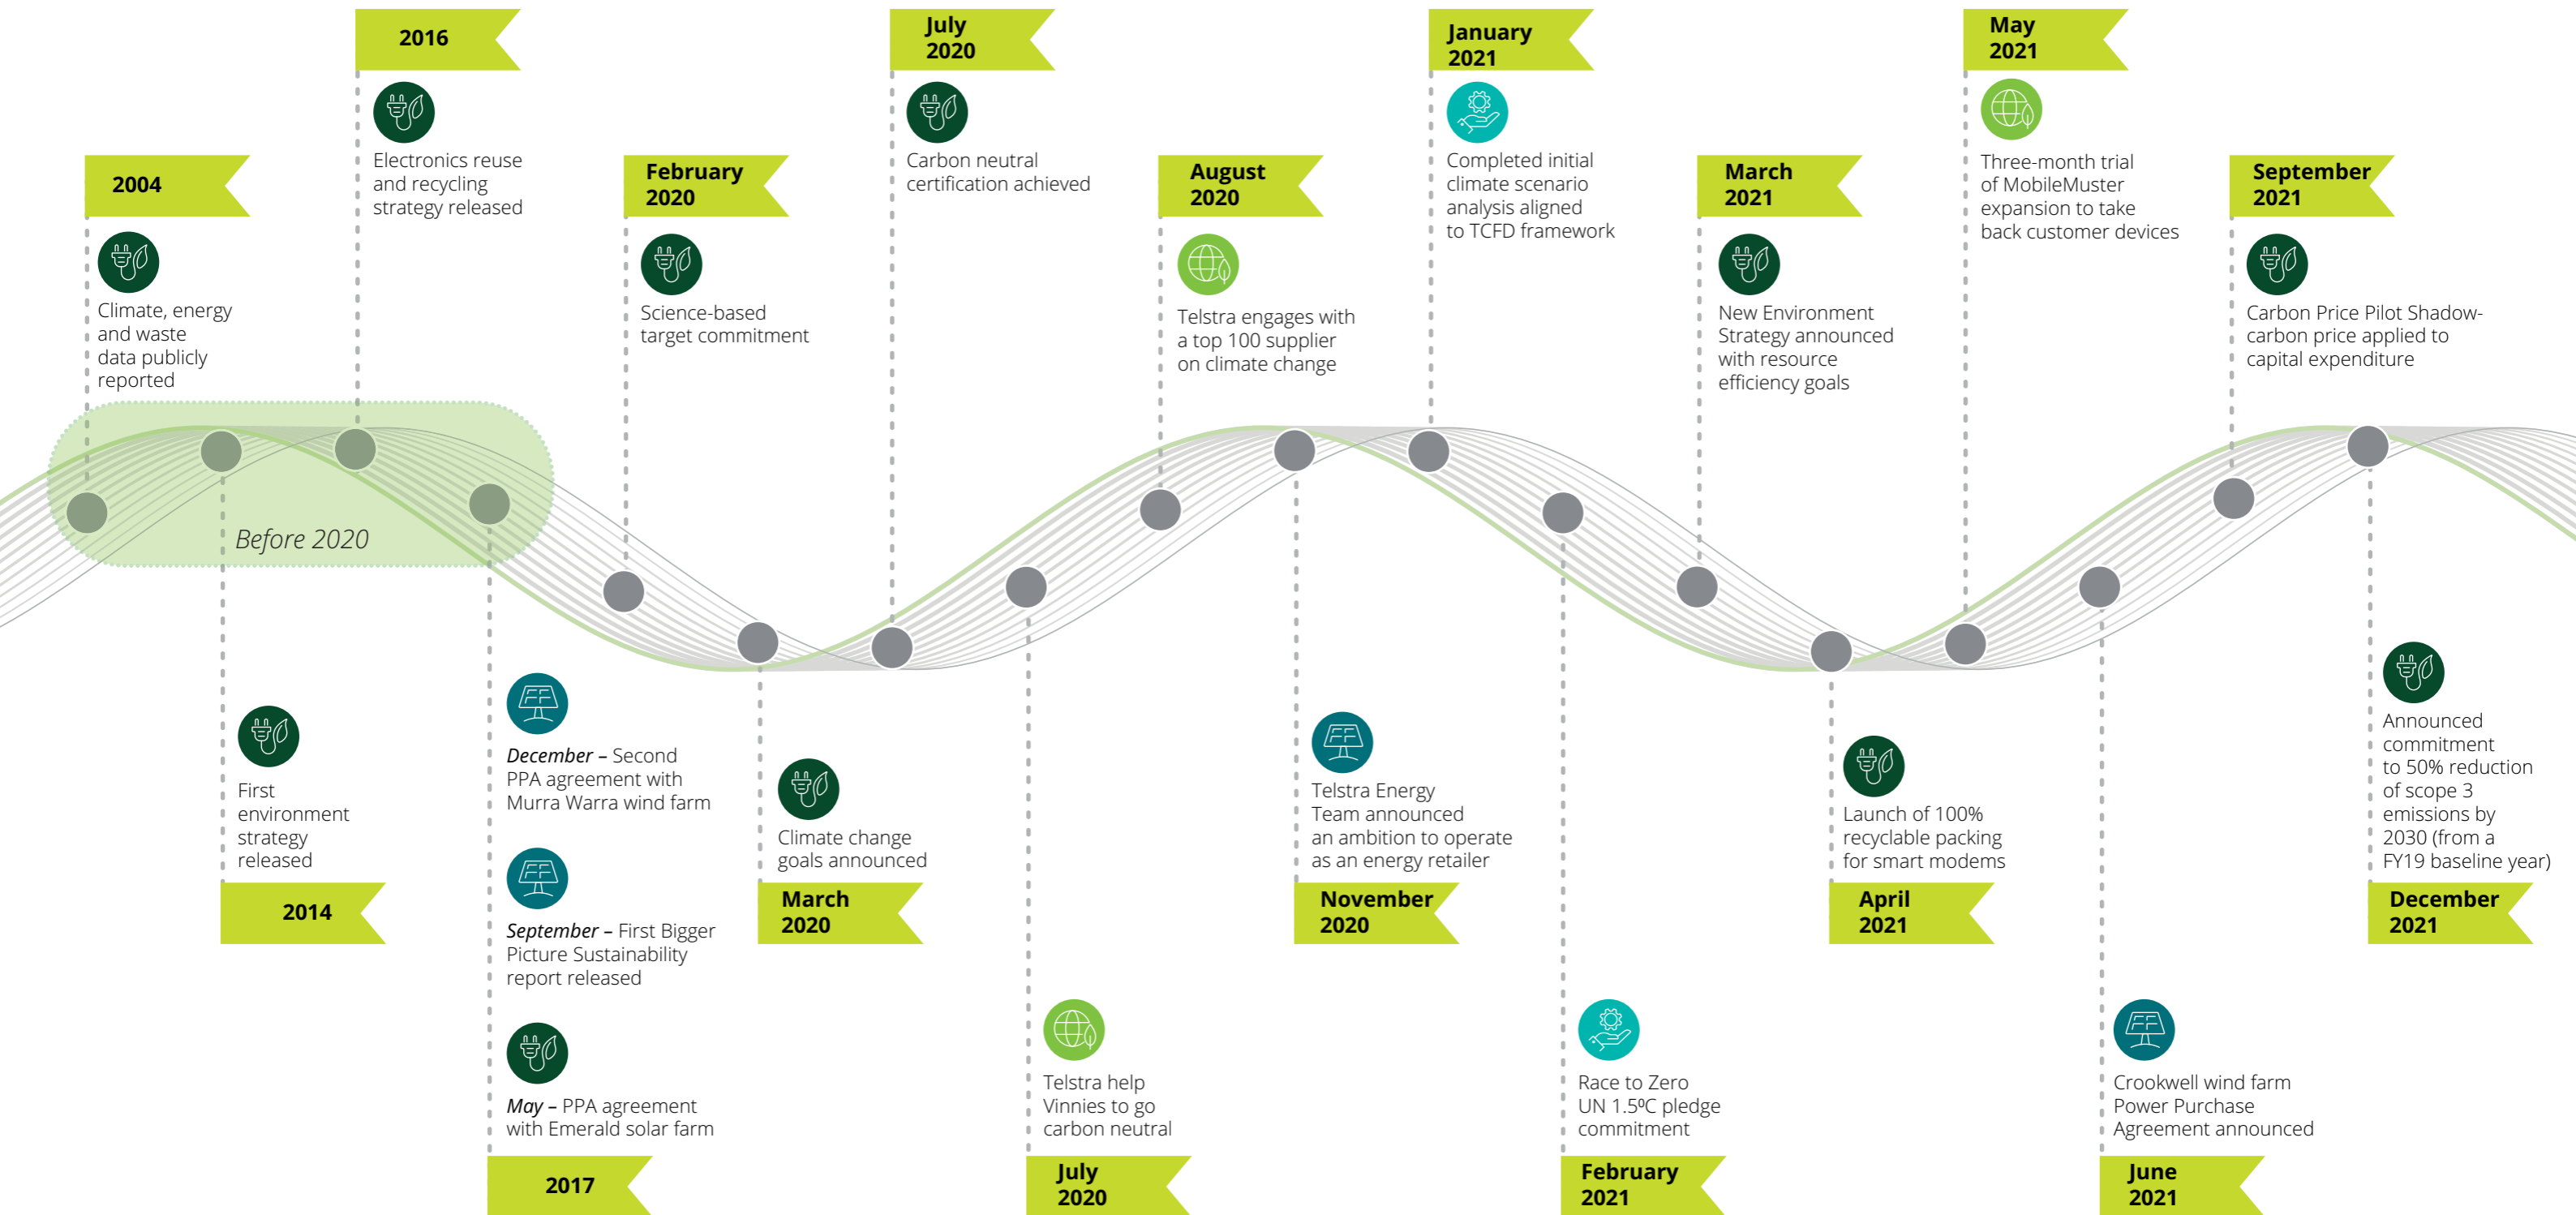 2004
Climate, energy
and waste
data publicly
reported
2016
Electronics reuse
and recycling
strategy released
February
2020
Science-based
target commitment
July
2020
Carbon neutral
certification achieved
August
2020
Telstra engages with
a top 100 supplier
on climate change
January
2021
Completed initial
climate scenario
analysis aligned
to TCFD framework
March
2021
New Environment
Strategy announced
with resource
efficiency goals
May
2021
Three-month trial
of MobileMuster
expansion to take
back customer devices
September
2021
Carbon Price Pilot Shadow-
carbon price applied to
capital expenditure
Before 2020
First
environment
strategy
released
2014
December – Second
PPA agreement with
Murra Warra wind farm
September – First Bigger
Picture Sustainability
report released
May – PPA agreement
with Emerald solar farm
2017
Climate change
goals announced
March
2020
Telstra help
Vinnies to go
carbon neutral
July
2020
Telstra Energy
Team announced
an ambition to operate
as an energy retailer
November
2020
Race to Zero
UN 1.5ºC pledge
commitment
February
2021
Launch of 100%
recyclable packing
for smart modems
April
2021
Crookwell wind farm
Power Purchase
Agreement announced
June
2021
Announced
commitment
to 50% reduction
of scope 3
emissions by
2030 (from a
FY19 baseline year)
December
2021